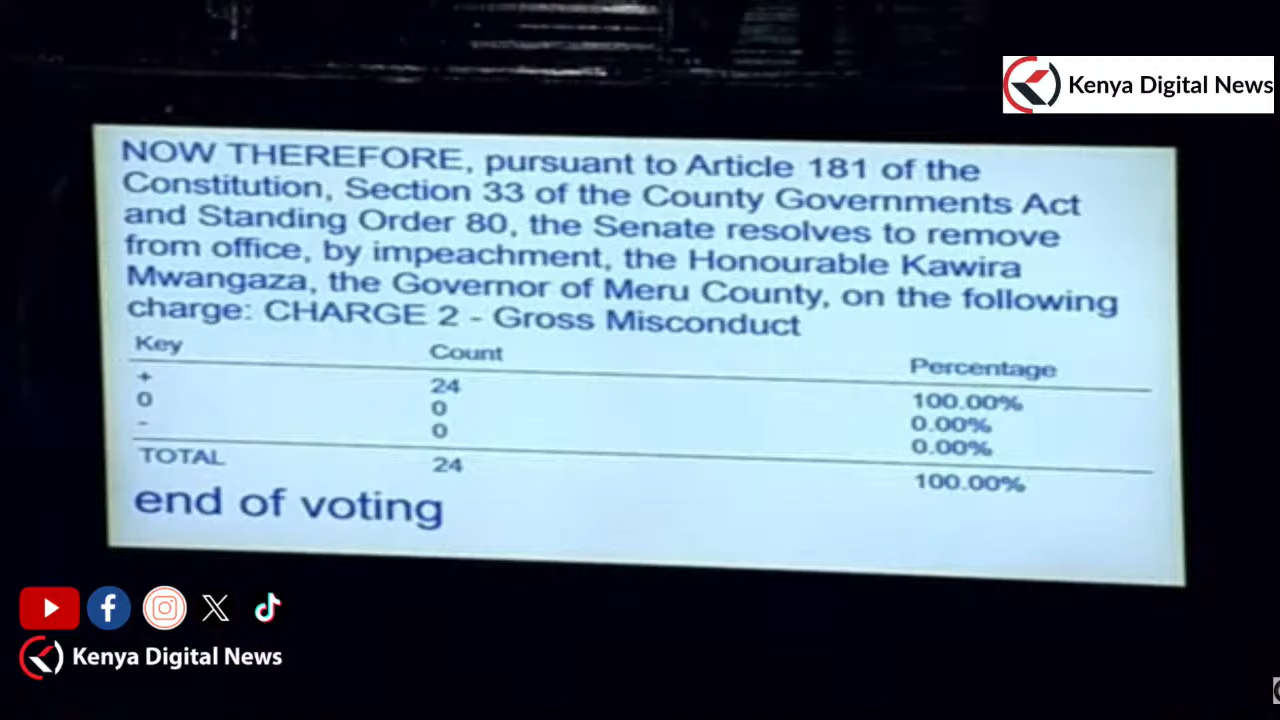 Kenya Digital News
NOW THEREFORE, pursuant to Article 181 of the
Constitution, Section 33 of the County Governments Act
and Standing Order 80, the Senate resolves to remove
from office, by impeachment, the Honourable Kawira
Mwangaza, the Governor of Meru County, on the following
charge: CHARGE 2 - Gross Misconduct
Key Count Percentage
+ 24 100.00%
0 0 0.00%
- 0 0.00%
TOTAL 24 100.00%
end of voting
Kenya Digital News